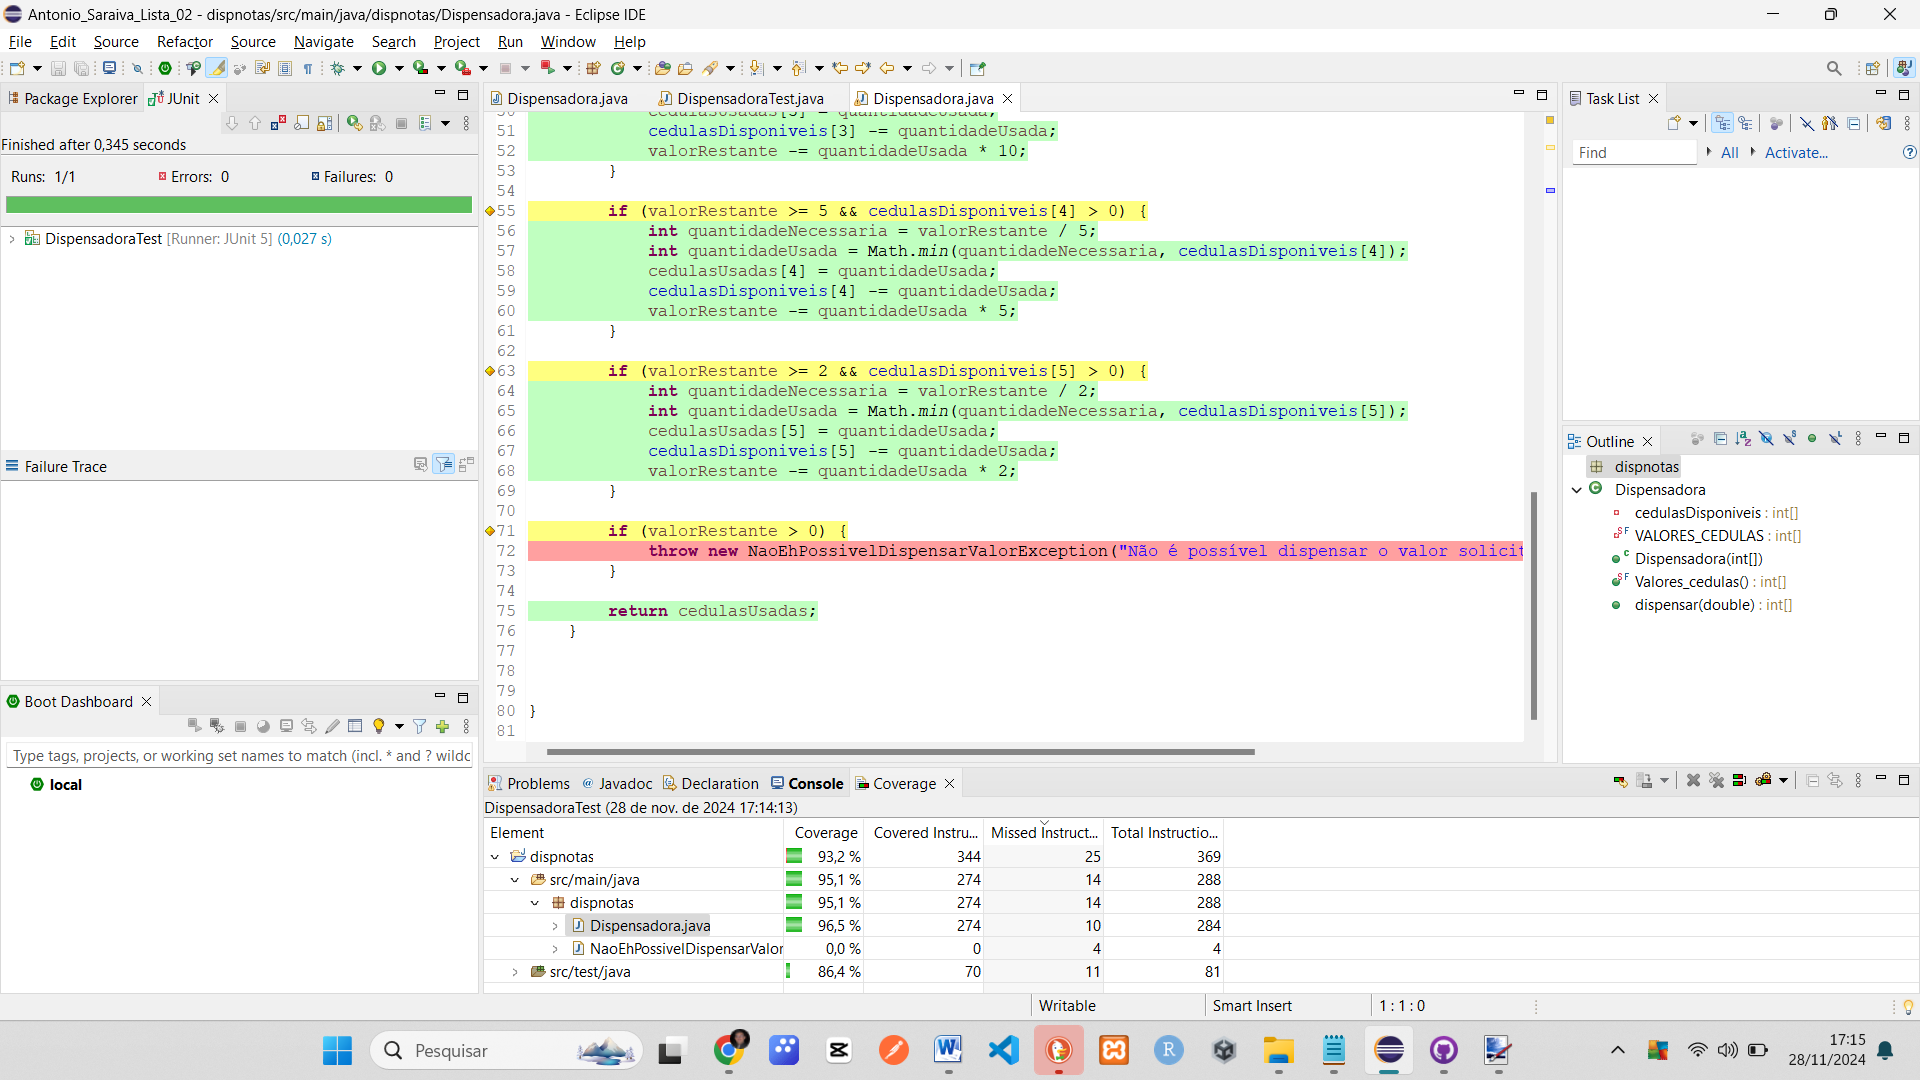 Antonio_Saraiva_Lista_02 - dispnotas/src/main/java/dispnotas/Dispensadora.java - Eclipse IDE
File Edit Source Refactor Source Navigate Search Project Run Window Help
Package Explorer JUnit
Finished after 0,345 seconds
Runs: 1/1 Errors: 0 Failures: 0
DispensadoraTest [Runner: JUnit 5] (0,027 s)
Failure Trace
Boot Dashboard
Type tags, projects, or working set names to match (incl. * and ? wildc
local
Dispensadora.java DispensadoraTest.java Dispensadora.java
50 cedulasUsadas[3] = quantidadeUsada;
51 cedulasDisponiveis[3] -= quantidadeUsada;
52 valorRestante -= quantidadeUsada * 10;
53 }
54
55 if (valorRestante >= 5 && cedulasDisponiveis[4] > 0) {
56 int quantidadeNecessaria = valorRestante / 5;
57 int quantidadeUsada = Math.min(quantidadeNecessaria, cedulasDisponiveis[4]);
58 cedulasUsadas[4] = quantidadeUsada;
59 cedulasDisponiveis[4] -= quantidadeUsada;
60 valorRestante -= quantidadeUsada * 5;
61 }
62
63 if (valorRestante >= 2 && cedulasDisponiveis[5] > 0) {
64 int quantidadeNecessaria = valorRestante / 2;
65 int quantidadeUsada = Math.min(quantidadeNecessaria, cedulasDisponiveis[5]);
66 cedulasUsadas[5] = quantidadeUsada;
67 cedulasDisponiveis[5] -= quantidadeUsada;
68 valorRestante -= quantidadeUsada * 2;
69 }
70
71 if (valorRestante > 0) {
72 throw new NaoEhPossivelDispensarValorException("Não é possível dispensar o valor solicit
73 }
74
75 return cedulasUsadas;
76 }
77
78
79
80 }
81
Task List
Find All Activate...
Outline
dispnotas
Dispensadora
cedulasDisponiveis : int[]
VALORES_CEDULAS : int[]
Dispensadora(int[])
Valores_cedulas() : int[]
dispensar(double) : int[]
Problems Javadoc Declaration Console Coverage
DispensadoraTest (28 de nov. de 2024 17:14:13)
Element Coverage Covered Instru... Missed Instruct... Total Instructio...
dispnotas 93,2 % 344 25 369
src/main/java 95,1 % 274 14 288
dispnotas 95,1 % 274 14 288
Dispensadora.java 96,5 % 274 10 284
NaoEhPossivelDispensarValor 0,0 % 0 4 4
src/test/java 86,4 % 70 11 81
Writable Smart Insert 1 : 1 : 0
Pesquisar
17:15
28/11/2024